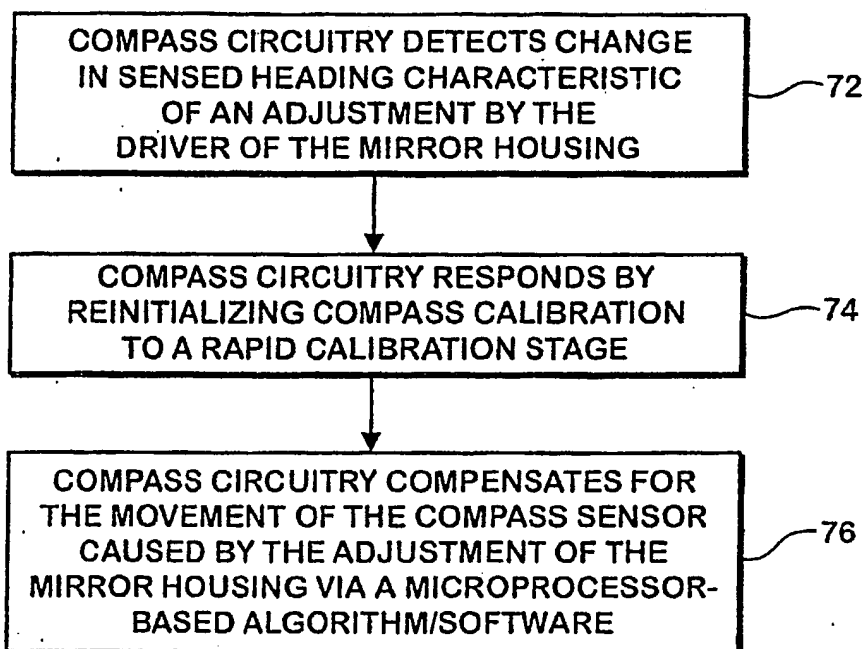 COMPASS CIRCUITRY DETECTS CHANGE
IN SENSED HEADING CHARACTERISTIC
OF AN ADJUSTMENT BY THE
DRIVER OF THE MIRROR HOUSING
72
COMPASS CIRCUITRY RESPONDS BY
REINITIALIZING COMPASS CALIBRATION
TO A RAPID CALIBRATION STAGE
74
COMPASS CIRCUITRY COMPENSATES FOR
THE MOVEMENT OF THE COMPASS SENSOR
CAUSED BY THE ADJUSTMENT OF THE
MIRROR HOUSING VIA A MICROPROCESSOR-
BASED ALGORITHM/SOFTWARE
76